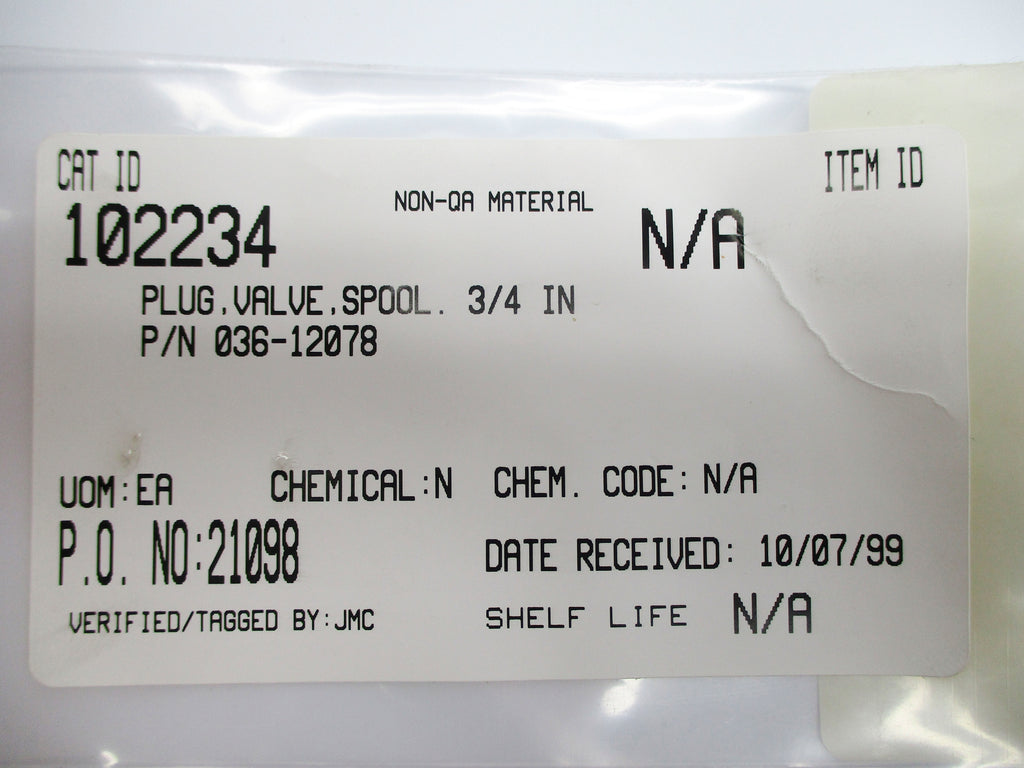 CAT ID
ITEM ID
NON-QA MATERIAL
102234
N/A
PLUG,VALVE,SPOOL. 3/4 IN
P/N 036-12078
UOM:EA CHEMICAL:N CHEM. CODE: N/A
P.O. NO:21098 DATE RECEIVED: 10/07/99
VERIFIED/TAGGED BY:JMC SHELF LIFE N/A